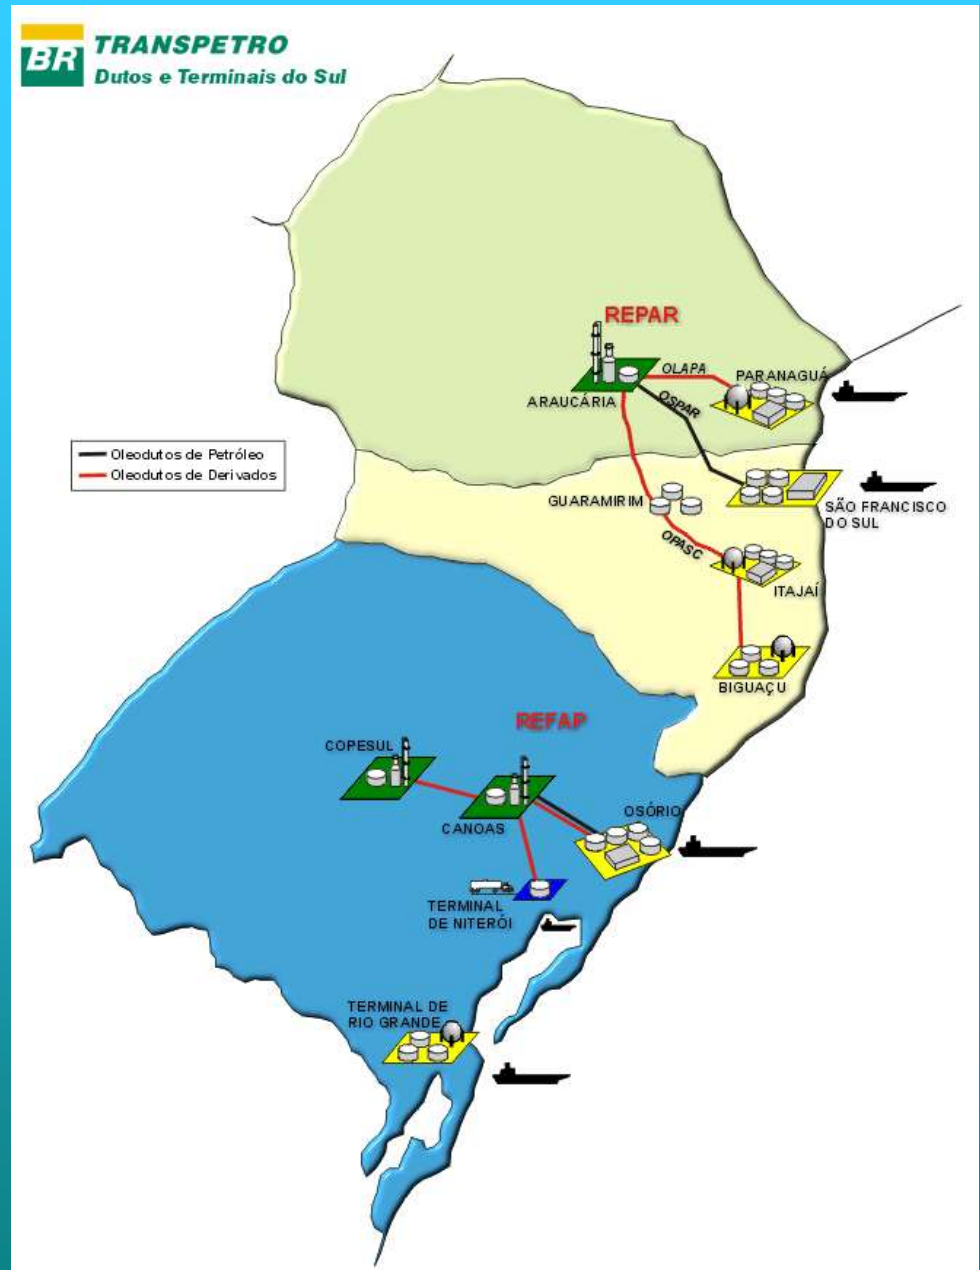 BR
TRANSPETRO
Dutos e Terminais do Sul
REPAR
OLAPA
PARANAGUÁ
ARAUCÁRIA
OSPAR
Oleodutos de Petróleo
Oleodutos de Derivados
GUARAMIRIM
SÃO FRANCISCO
DO SUL
OPASC
ITAJAÍ
BIGUAÇU
REFAP
COPESUL
OSÓRIO
CANOAS
TERMINAL
DE NITERÓI
TERMINAL DE
RIO GRANDE